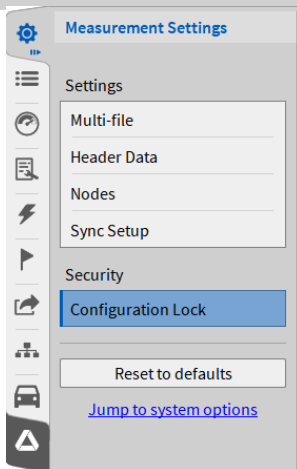 Measurement Settings
Settings
Multi-file
Header Data
Nodes
Sync Setup
Security
Configuration Lock
Reset to defaults
Jump to system options